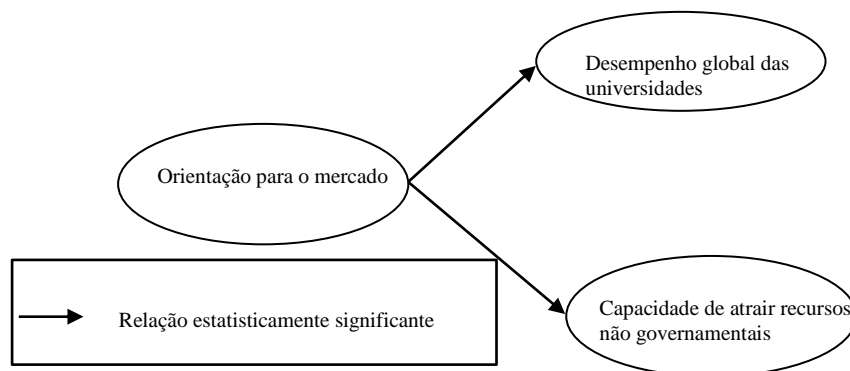 Desempenho global das
universidades
Orientação para o mercado
Relação estatisticamente significante
Capacidade de atrair recursos
não governamentais